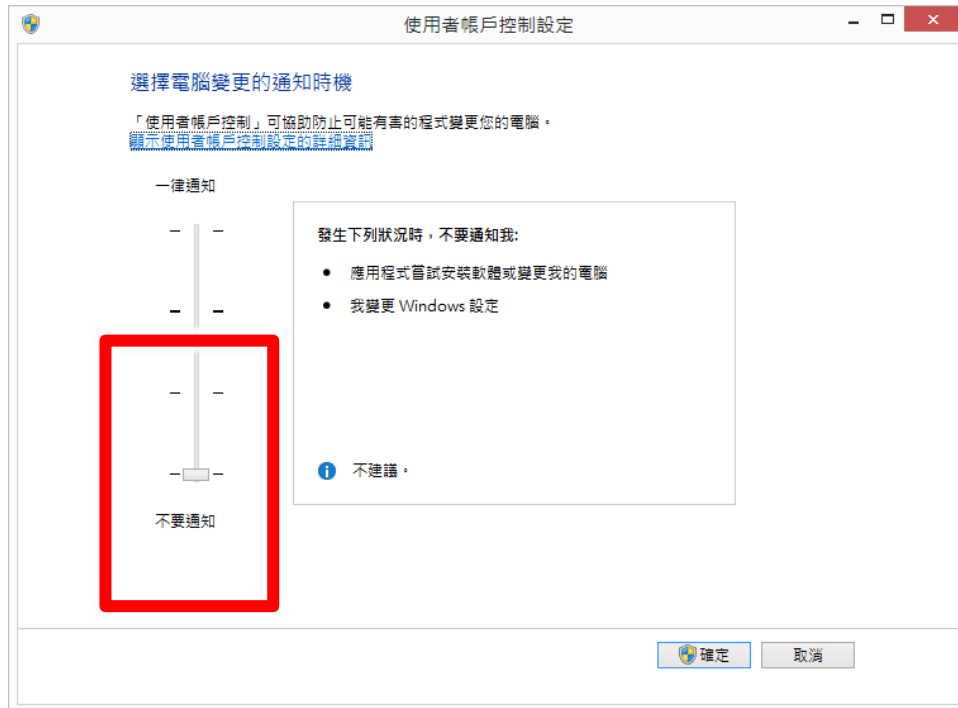 使用者帳戶控制設定
選擇電腦變更的通知時機
「使用者帳戶控制」可協助防止可能有害的程式變更您的電腦。
顯示使用者帳戶控制設定的詳細資訊
一律通知
發生下列狀況時，不要通知我:
● 應用程式嘗試安裝軟體或變更我的電腦
● 我變更 Windows 設定
不建議。
不要通知
確定
取消